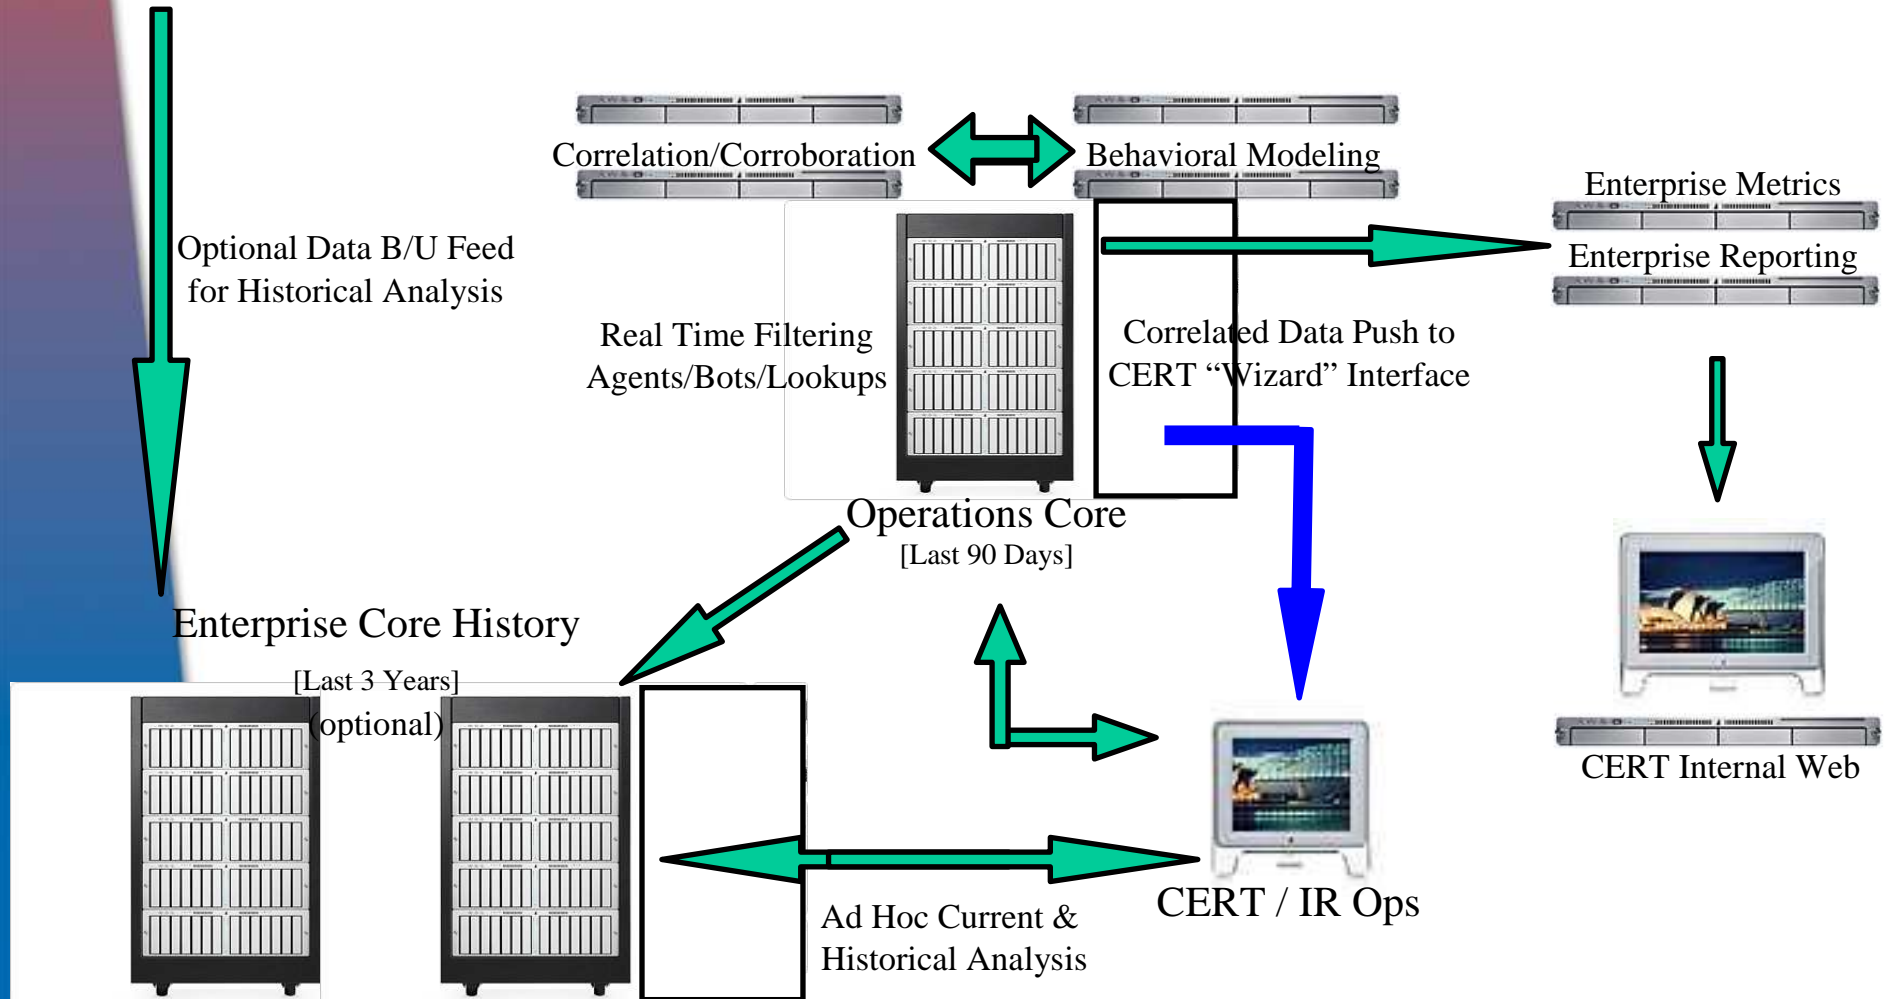 Correlation/Corroboration
Behavioral Modeling
Enterprise Metrics
Enterprise Reporting
Optional Data B/U Feed
for Historical Analysis
Real Time Filtering
Agents/Bots/Lookups
Correlated Data Push to
CERT “Wizard” Interface
Operations Core
[Last 90 Days]
Enterprise Core History
[Last 3 Years]
(optional)
CERT Internal Web
CERT / IR Ops
Ad Hoc Current &
Historical Analysis